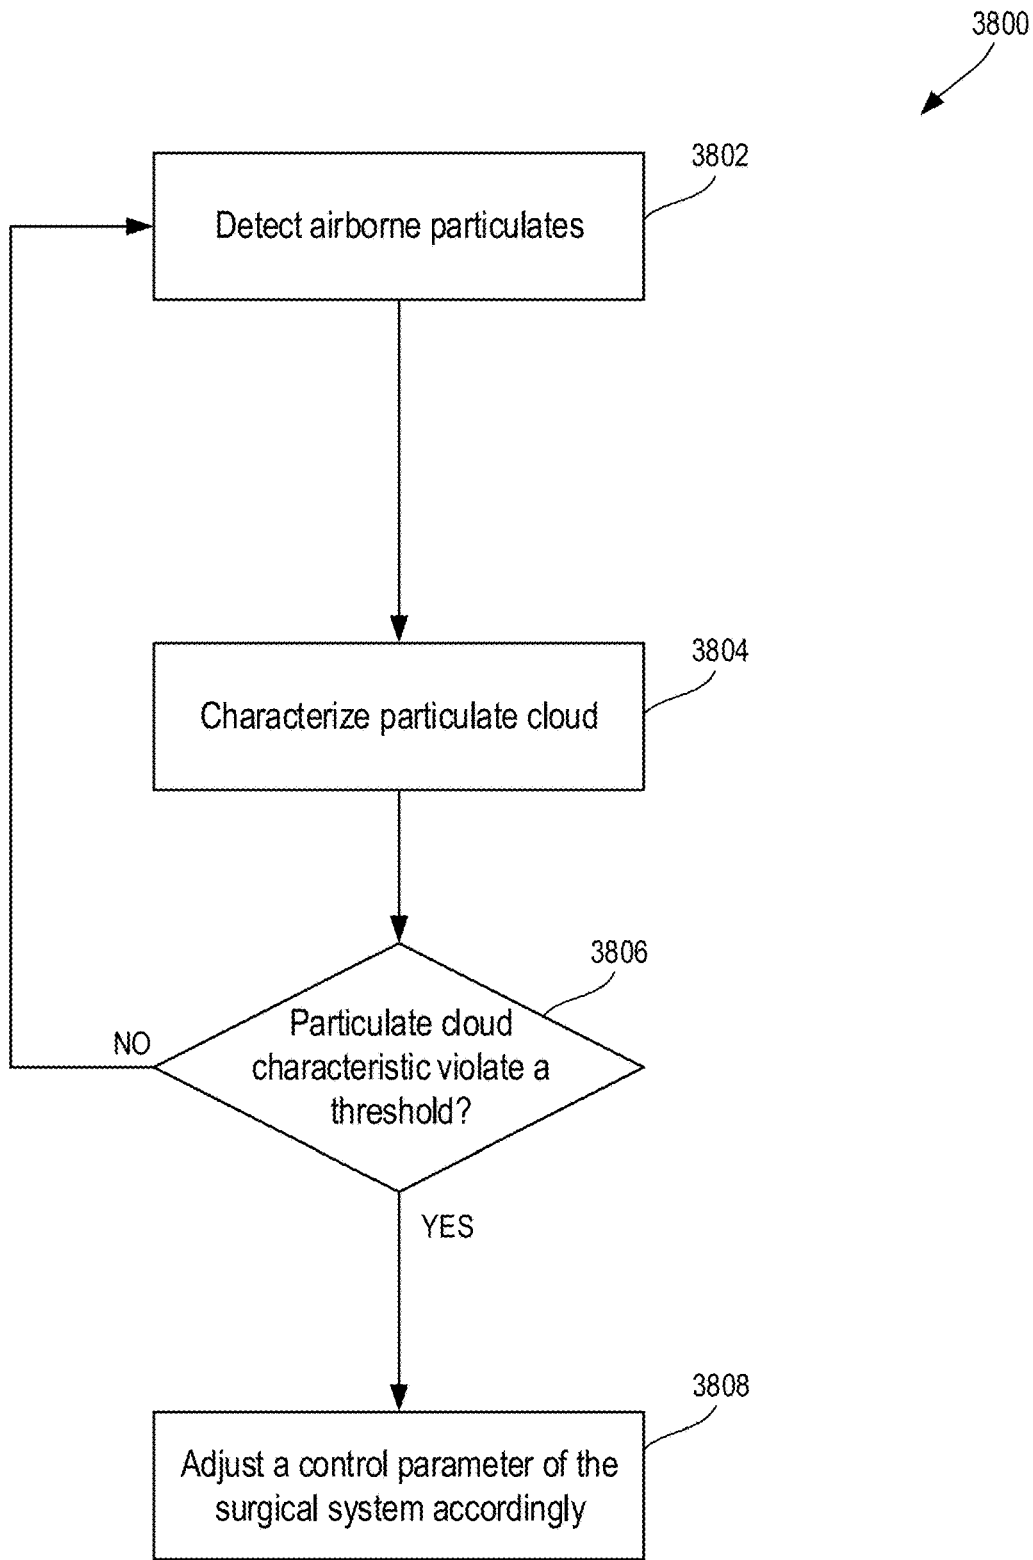 3800
3802
Detect airborne particulates
3804
Characterize particulate cloud
3806
Particulate cloud
characteristic violate a
threshold?
NO
YES
3808
Adjust a control parameter of the
surgical system accordingly